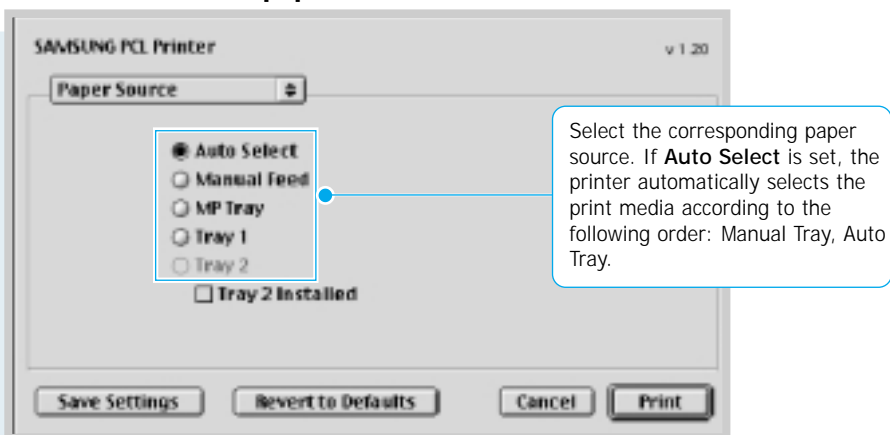 SAMSUNG PCL Printer
v 1.20
Paper Source
Auto Select
Manual Feed
MP Tray
Tray 1
Tray 2
Tray 2 Installed
Select the corresponding paper
source. If Auto Select is set, the
printer automatically selects the
print media according to the
following order: Manual Tray, Auto
Tray.
Save Settings
Revert to Defaults
Cancel
Print